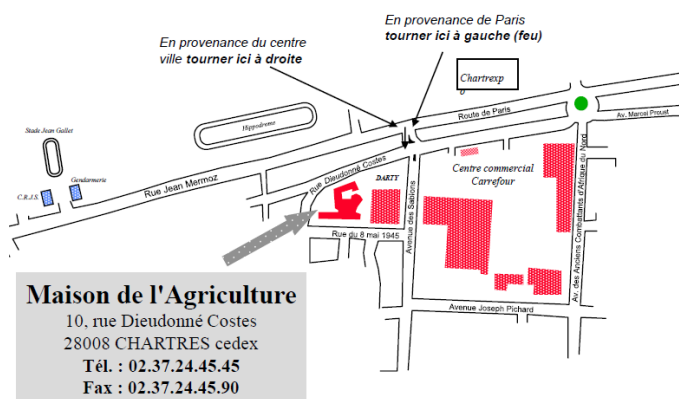 En provenance de Paris
tourner ici à gauche (feu)
En provenance du centre
ville tourner ici à droite
Chartrexp
o
Stade Jean Gallet
Hippodrome
Route de Paris
Av. Marcel Proust
Gendarmerie
C.R.J.S.
Rue Jean Mermoz
Rue Dieudonné Costes
DARTY
Centre commercial
Carrefour
Avenue des Sablons
Av. des Anciens Combattants d'Afrique du Nord
Rue du 8 mai 1945
Avenue Joseph Pichard
Maison de l'Agriculture
10, rue Dieudonné Costes
28008 CHARTRES cedex
Tél. : 02.37.24.45.45
Fax : 02.37.24.45.90